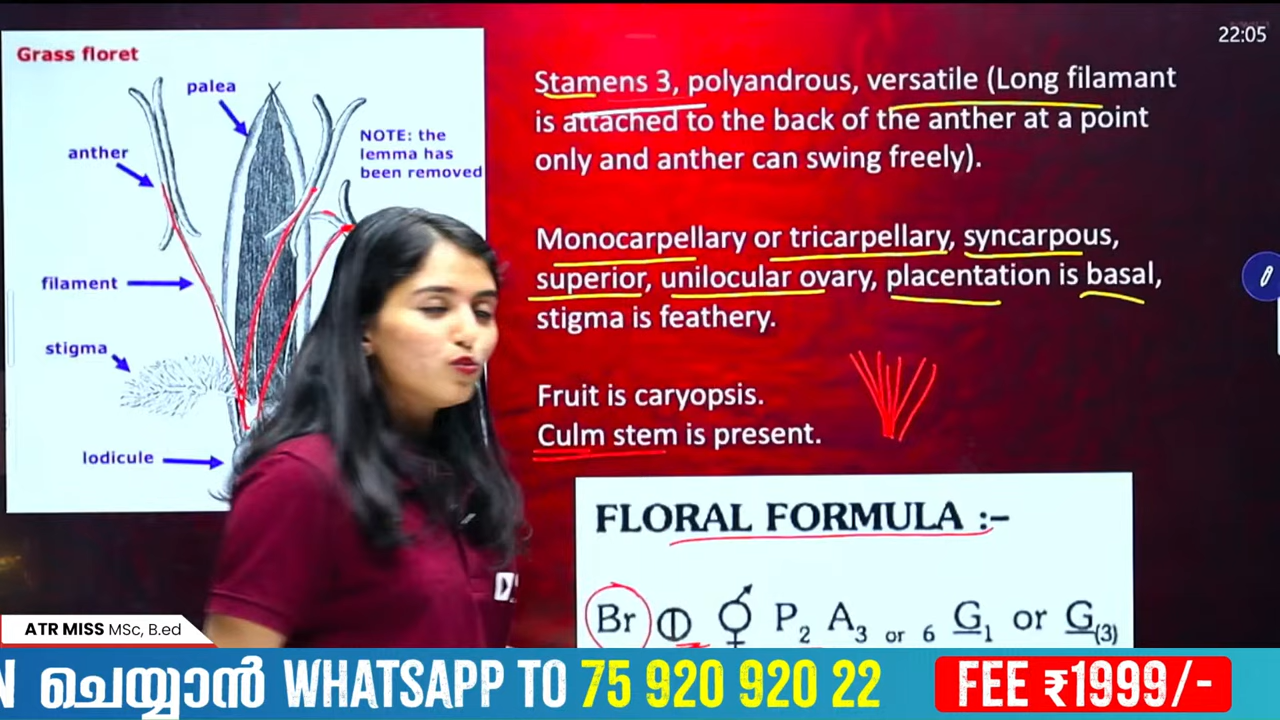 22:05
Grass floret
palea
anther
NOTE: the
lemma has
been removed
filament
stigma
lodicule
Stamens 3, polyandrous, versatile (Long filamant
is attached to the back of the anther at a point
only and anther can swing freely).
Monocarpellary or tricarpellary, syncarpous,
superior, unilocular ovary, placentation is basal,
stigma is feathery.
Fruit is caryopsis.
Culm stem is present.
FLORAL FORMULA :-
Br ⦶ ⚥ P₂ A₃ or 6 G₁ or G₍₃₎
ATR MISS MSc, B.ed
N ചെയ്യാൻ WHATSAPP TO 75 920 920 22 FEE ₹1999/-